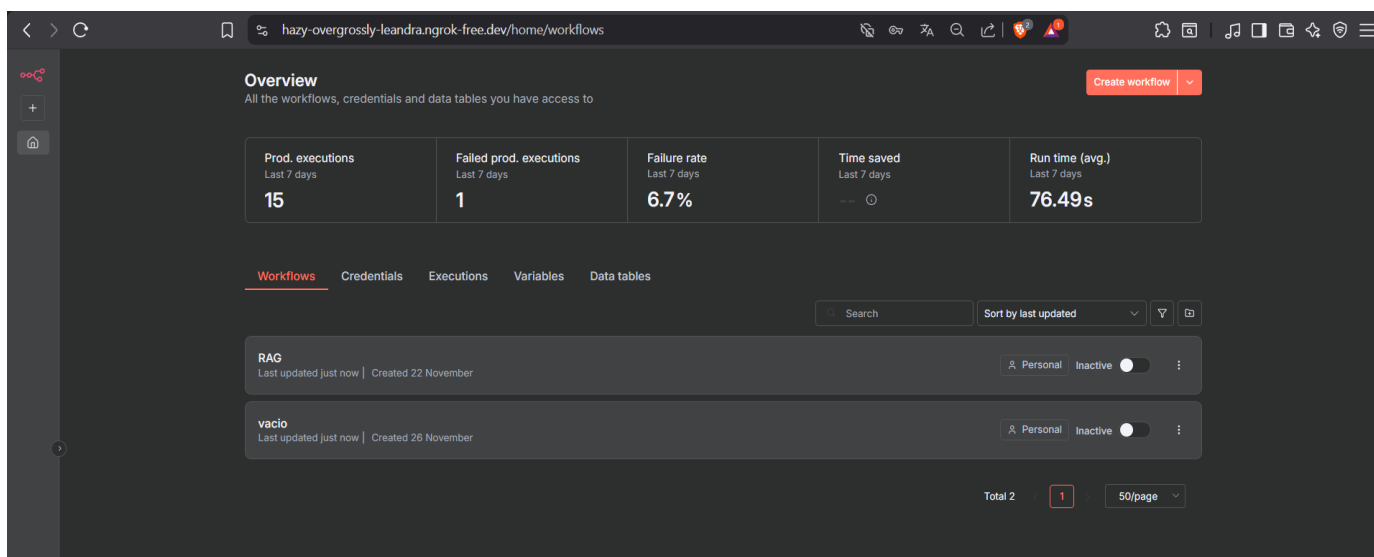 hazy-overgrossly-leandra.ngrok-free.dev/home/workflows
2
1
Overview
All the workflows, credentials and data tables you have access to
Create workflow
Prod. executions
Last 7 days
15
Failed prod. executions
Last 7 days
1
Failure rate
Last 7 days
6.7%
Time saved
Last 7 days
--
Run time (avg.)
Last 7 days
76.49s
Workflows Credentials Executions Variables Data tables
Search
Sort by last updated
RAG
Last updated just now | Created 22 November
Personal Inactive
vacio
Last updated just now | Created 26 November
Personal Inactive
Total 2 1 50/page